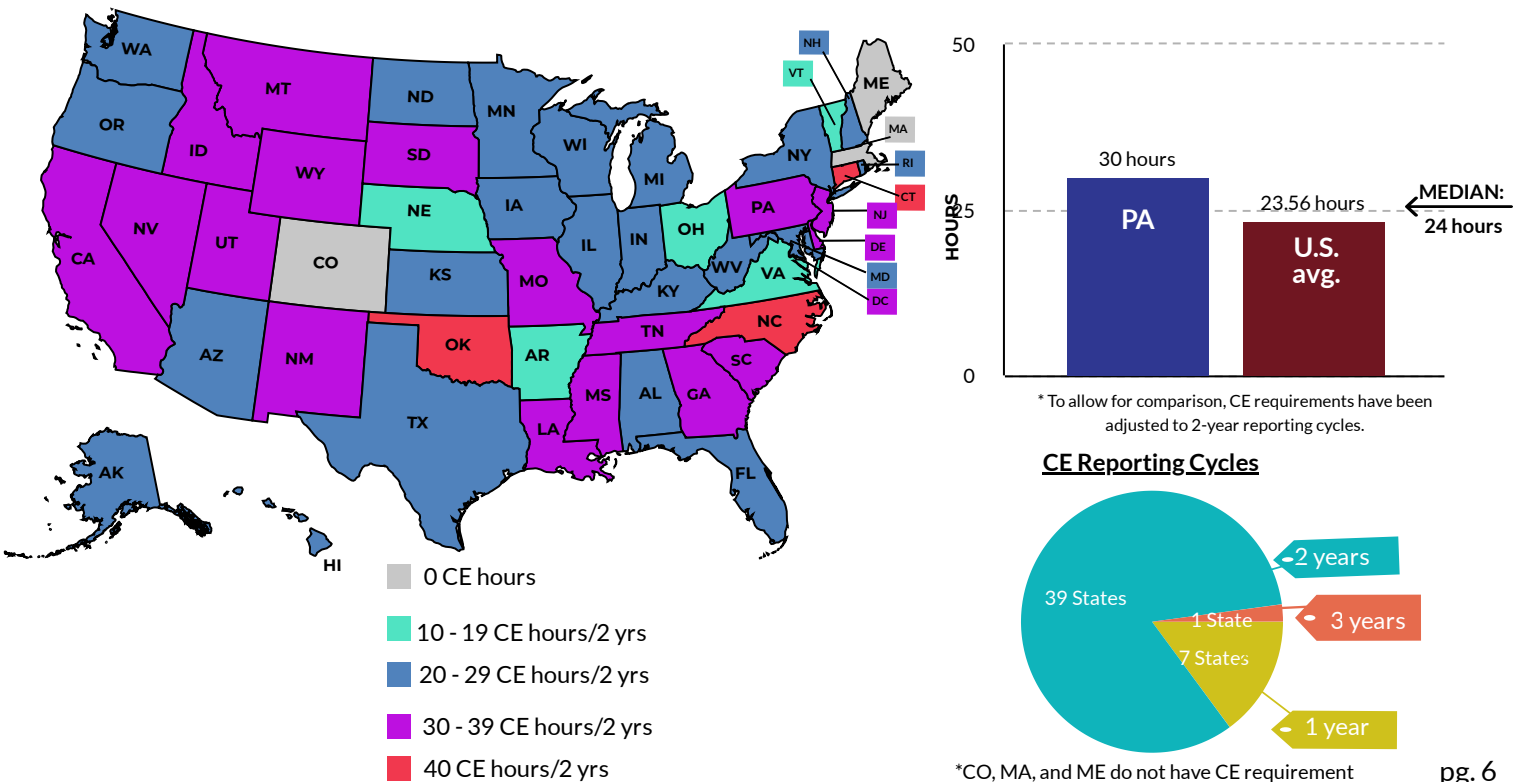 WA
OR
CA
NV
ID
MT
WY
UT
AZ
CO
NM
ND
SD
NE
KS
OK
TX
MN
IA
MO
AR
LA
WI
IL
MI
IN
OH
KY
TN
MS
AL
GA
FL
SC
NC
VA
WV
PA
NY
VT
NH
ME
MA
RI
CT
NJ
DE
MD
DC
AK
HI
0 CE hours
10 - 19 CE hours/2 yrs
20 - 29 CE hours/2 yrs
30 - 39 CE hours/2 yrs
40 CE hours/2 yrs
50
25
0
HOURS
30 hours
PA
23.56 hours
U.S.
avg.
MEDIAN:
24 hours
* To allow for comparison, CE requirements have been
adjusted to 2-year reporting cycles.
CE Reporting Cycles
39 States
1 State
7 States
2 years
3 years
1 year
*CO, MA, and ME do not have CE requirement
pg. 6